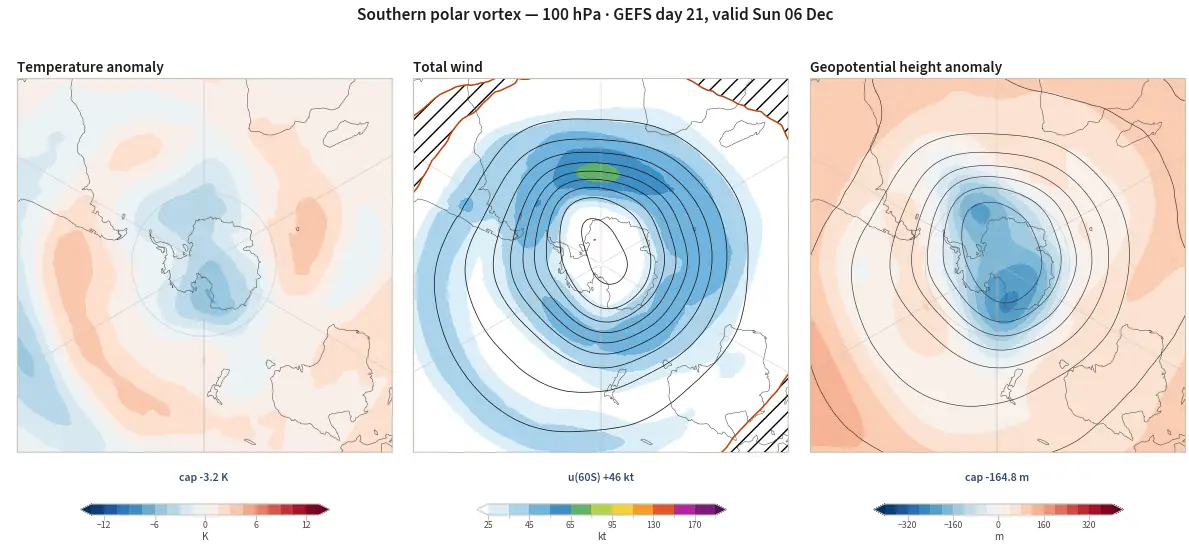 Southern polar vortex — 100 hPa · GEFS day 21, valid Sun 06 Dec
Temperature anomaly
Total wind
Geopotential height anomaly
cap -3.2 K
u(60S) +46 kt
cap -164.8 m
−12 −6 0 6 12
K
25 45 65 95 130 170
kt
−320 −160 0 160 320
m